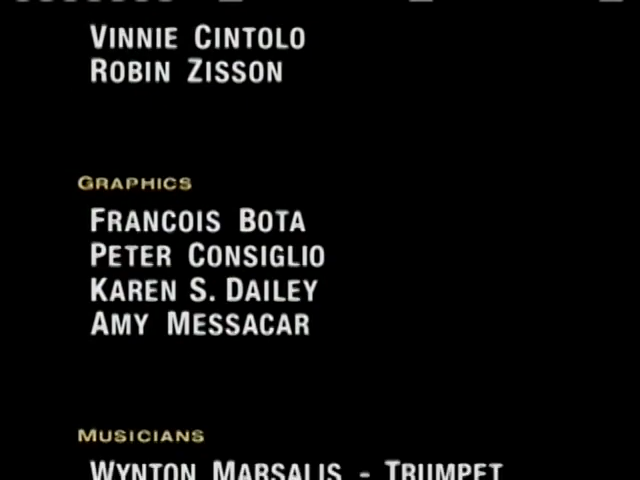 VINNIE CINTOLO
ROBIN ZISSON
GRAPHICS
FRANCOIS BOTA
PETER CONSIGLIO
KAREN S. DAILEY
AMY MESSACAR
MUSICIANS
WYNTON MARSALIS - TRUMPET